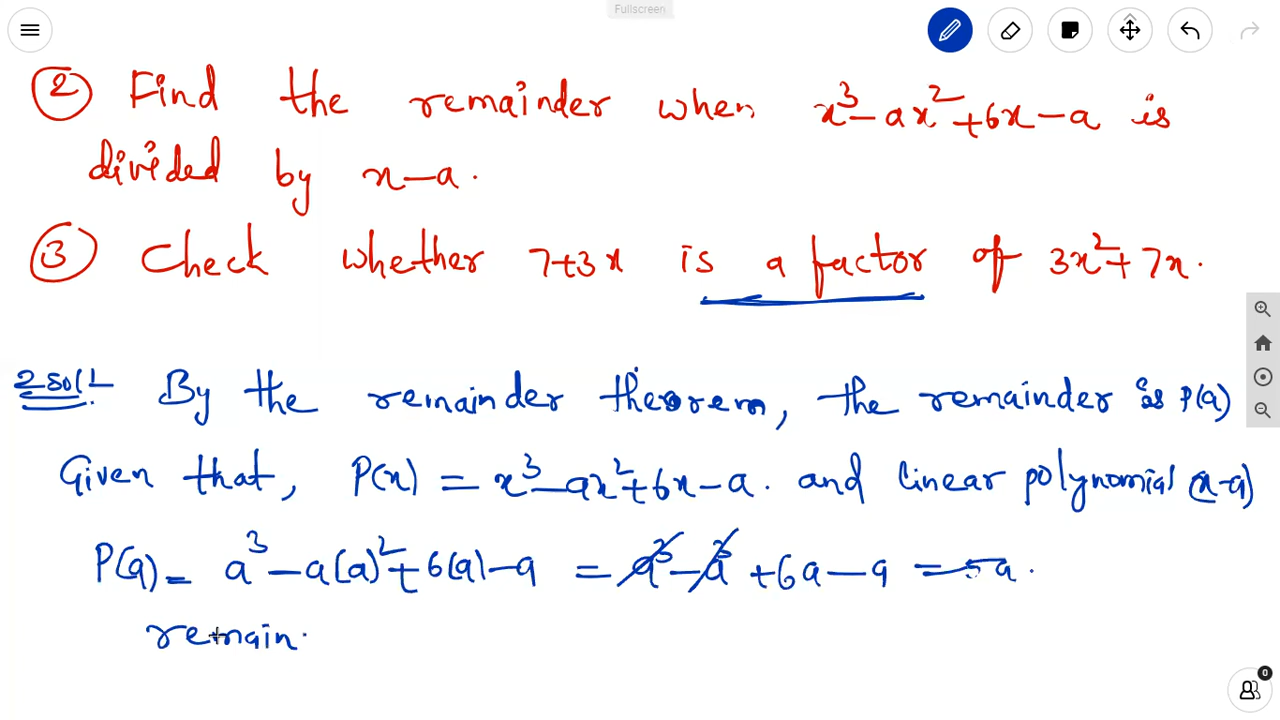 Fullscreen
② Find the remainder when x³-ax²+6x-a is
divided by x-a.
③ Check whether 7+3x is a factor of 3x²+7x.
2 sol! By the remainder theorem, the remainder is P(a)
Given that, P(x) = x³-ax²+6x-a. and linear polynomial (x-a)
P(a) = a³-a(a)²+6(a)-a = a³-a³+6a-a = 5a.
remain.
0